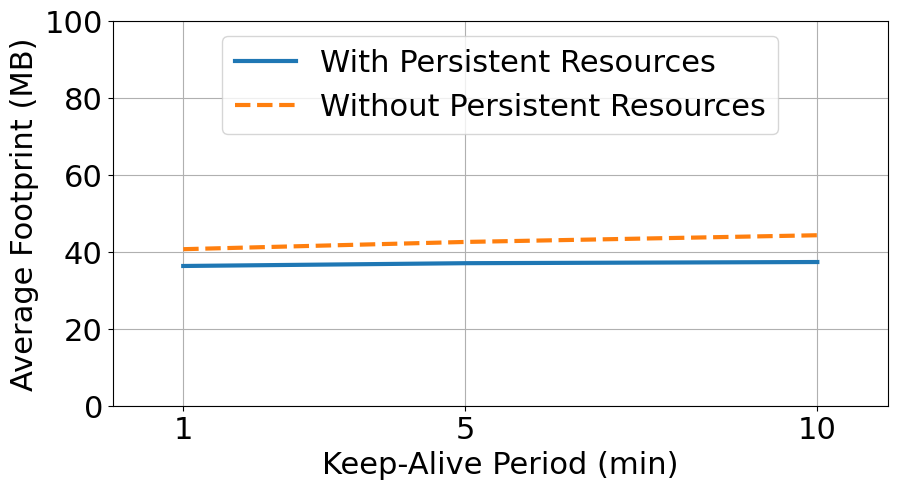 100
80
60
40
20
0
Average Footprint (MB)
With Persistent Resources
Without Persistent Resources
1 5 10
Keep-Alive Period (min)